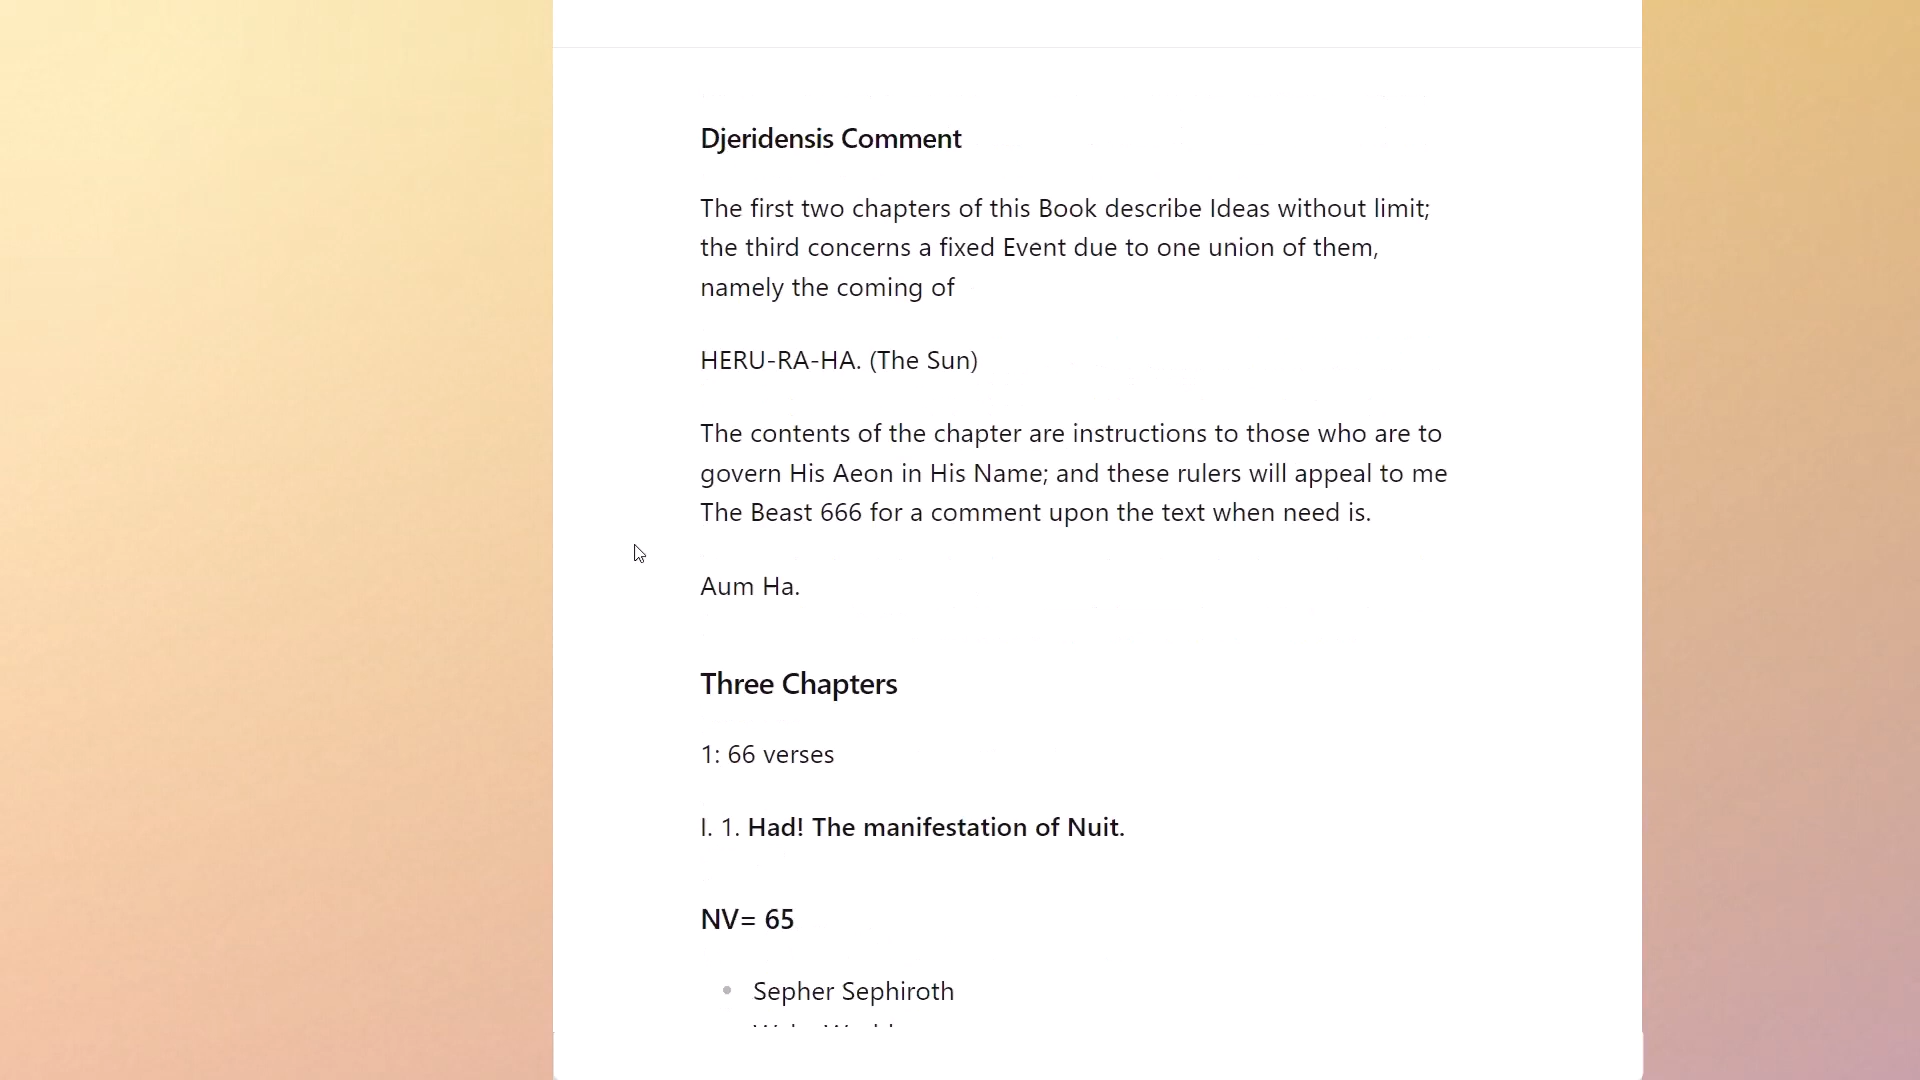 Djeridensis Comment
The first two chapters of this Book describe Ideas without limit;
the third concerns a fixed Event due to one union of them,
namely the coming of
HERU-RA-HA. (The Sun)
The contents of the chapter are instructions to those who are to
govern His Aeon in His Name; and these rulers will appeal to me
The Beast 666 for a comment upon the text when need is.
Aum Ha.
Three Chapters
1: 66 verses
I. 1. Had! The manifestation of Nuit.
NV= 65
Sepher Sephiroth